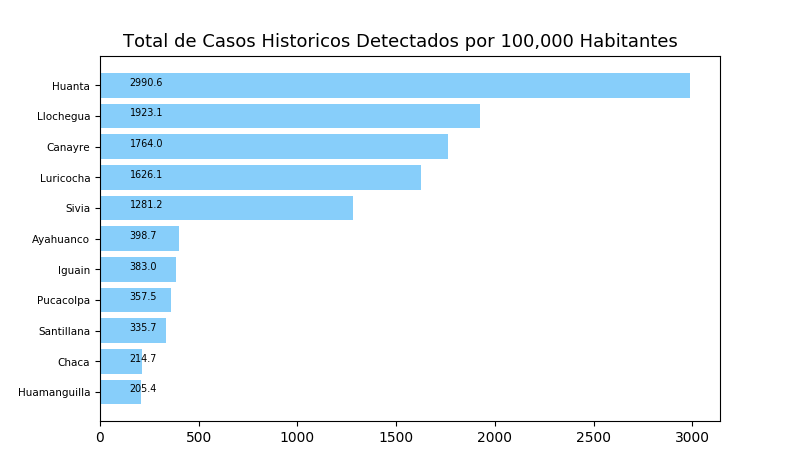 Total de Casos Historicos Detectados por 100,000 Habitantes
Huanta 2990.6
Llochegua 1923.1
Canayre 1764.0
Luricocha 1626.1
Sivia 1281.2
Ayahuanco 398.7
Iguain 383.0
Pucacolpa 357.5
Santillana 335.7
Chaca 214.7
Huamanguilla 205.4
0 500 1000 1500 2000 2500 3000